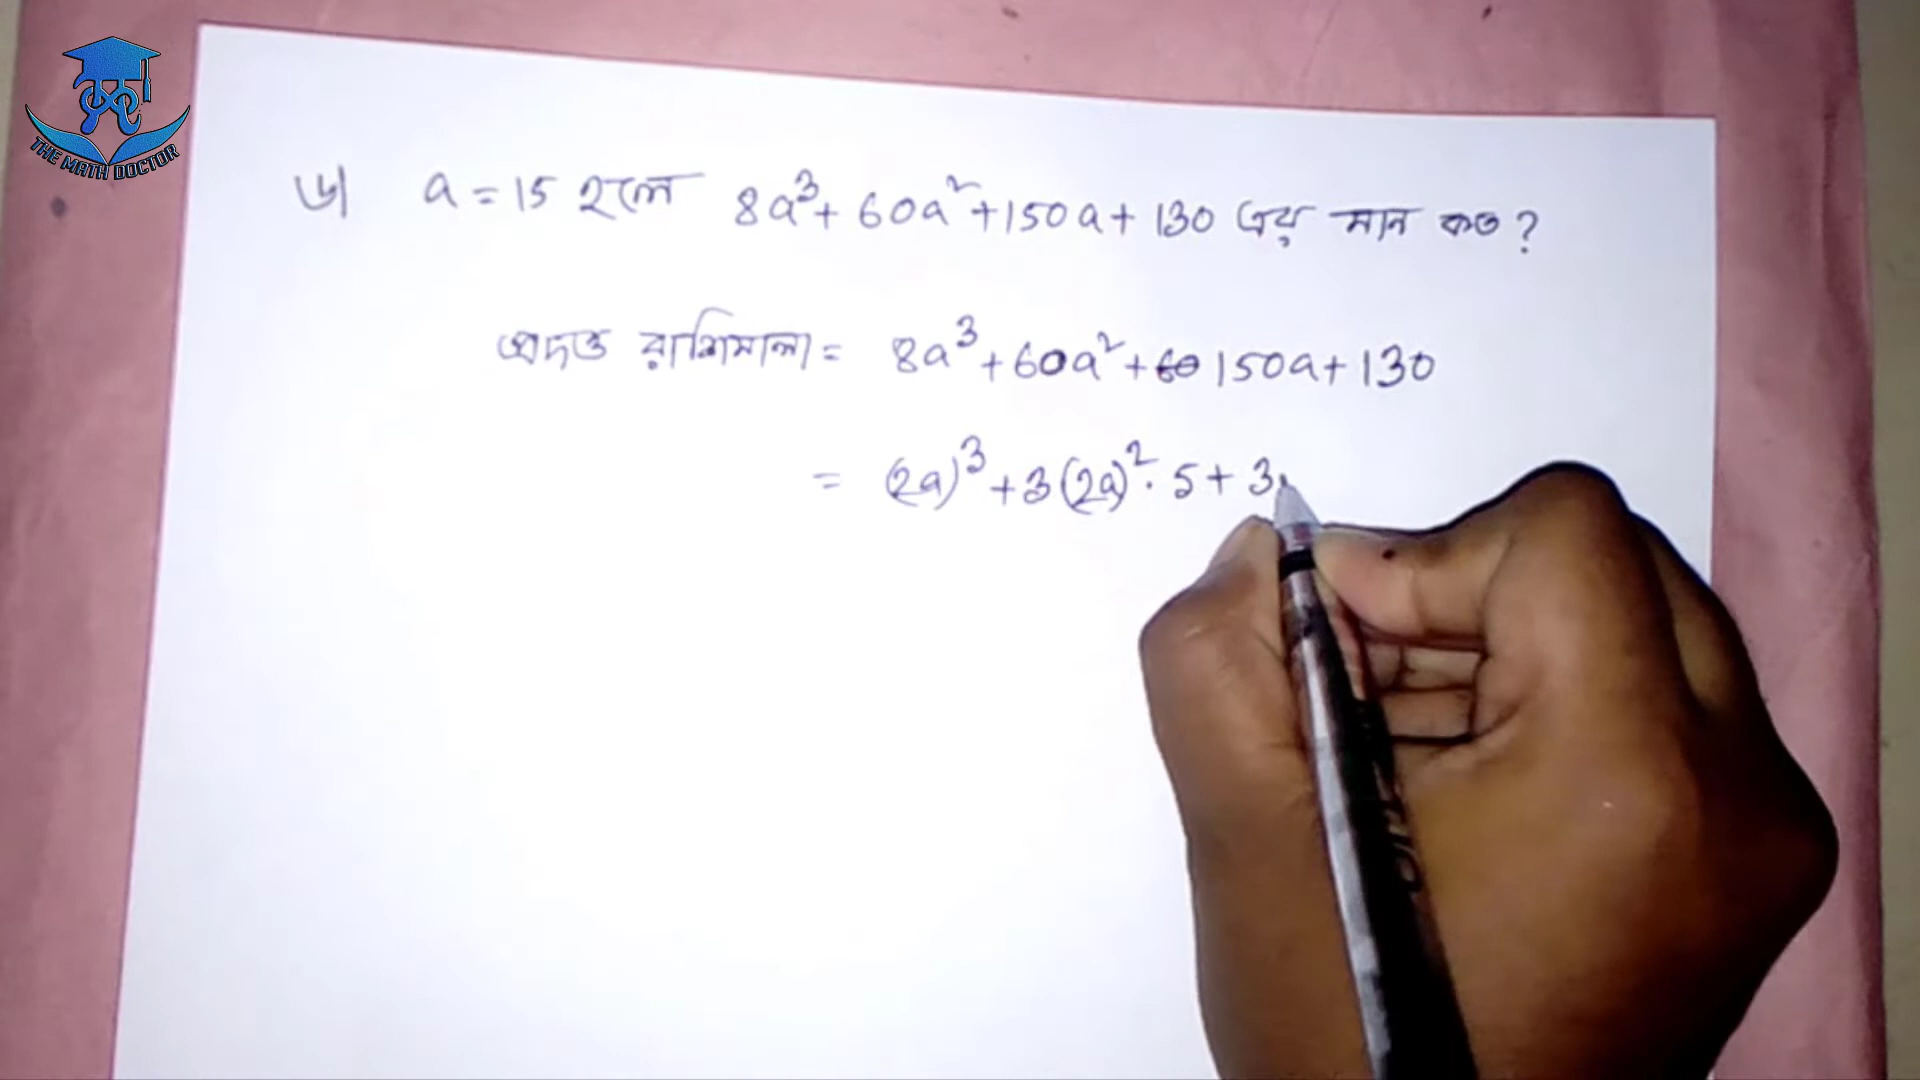 THE MATH DOCTOR
৬। a = 15 হলে 8a³ + 60a² + 150a + 130 এর মান কত ?
প্রদত্ত রাশিমালা = 8a³ + 60a² + 60 150a + 130
= (2a)³ + 3(2a)² · 5 + 3